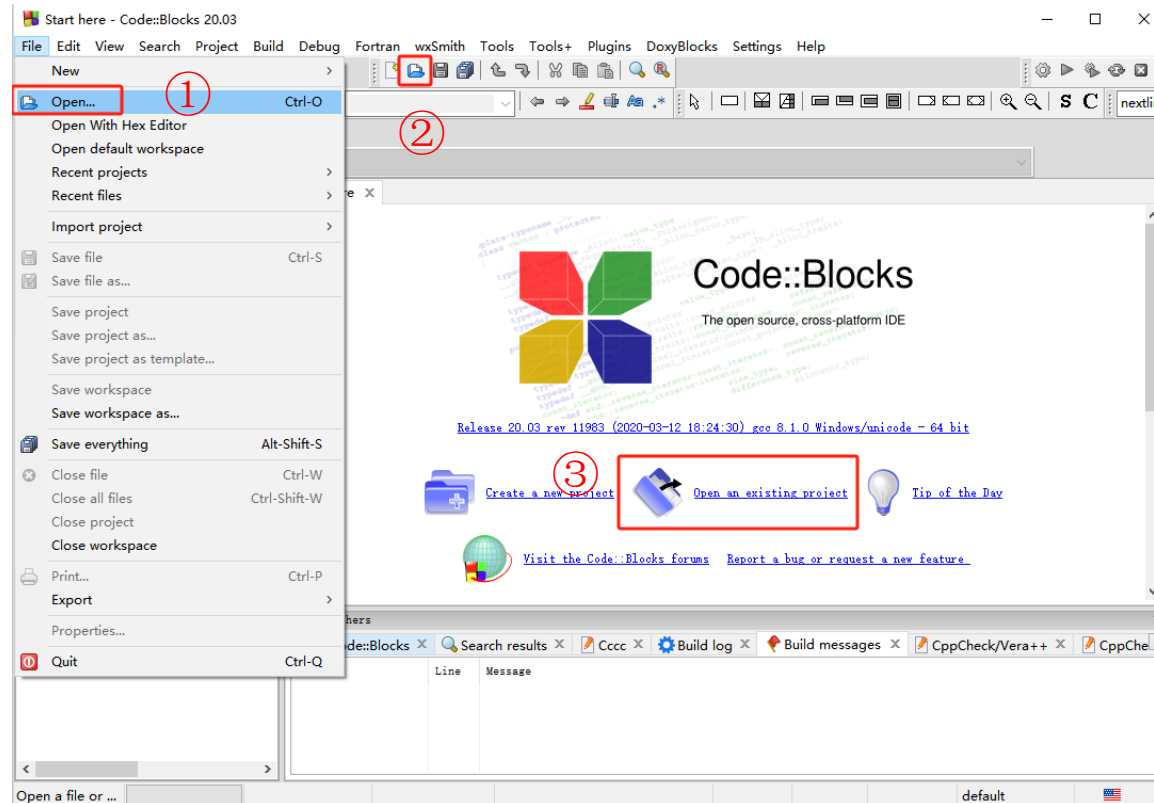 Start here - Code::Blocks 20.03
File Edit View Search Project Build Debug Fortran wxSmith Tools Tools+ Plugins DoxyBlocks Settings Help
New
Open... Ctrl-O
①
②
S C nextli
Open With Hex Editor
Open default workspace
Recent projects
Recent files
re X
Import project
Save file Ctrl-S
Save file as...
Save project
Save project as...
Save project as template...
Save workspace
Save workspace as...
Save everything Alt-Shift-S
Close file Ctrl-W
Close all files Ctrl-Shift-W
Close project
Close workspace
Print... Ctrl-P
Export
Properties...
Quit Ctrl-Q
Code::Blocks
The open source, cross-platform IDE
Release 20.03 rev 11983 (2020-03-12 18:24:30) gcc 8.1.0 Windows/unicode - 64 bit
③
Create a new project Open an existing project Tip of the Day
Visit the Code::Blocks forums Report a bug or request a new feature
hers
de::Blocks X Search results X Cccc X Build log X Build messages X CppCheck/Vera++ X CppChe
Line Message
Open a file or ... default